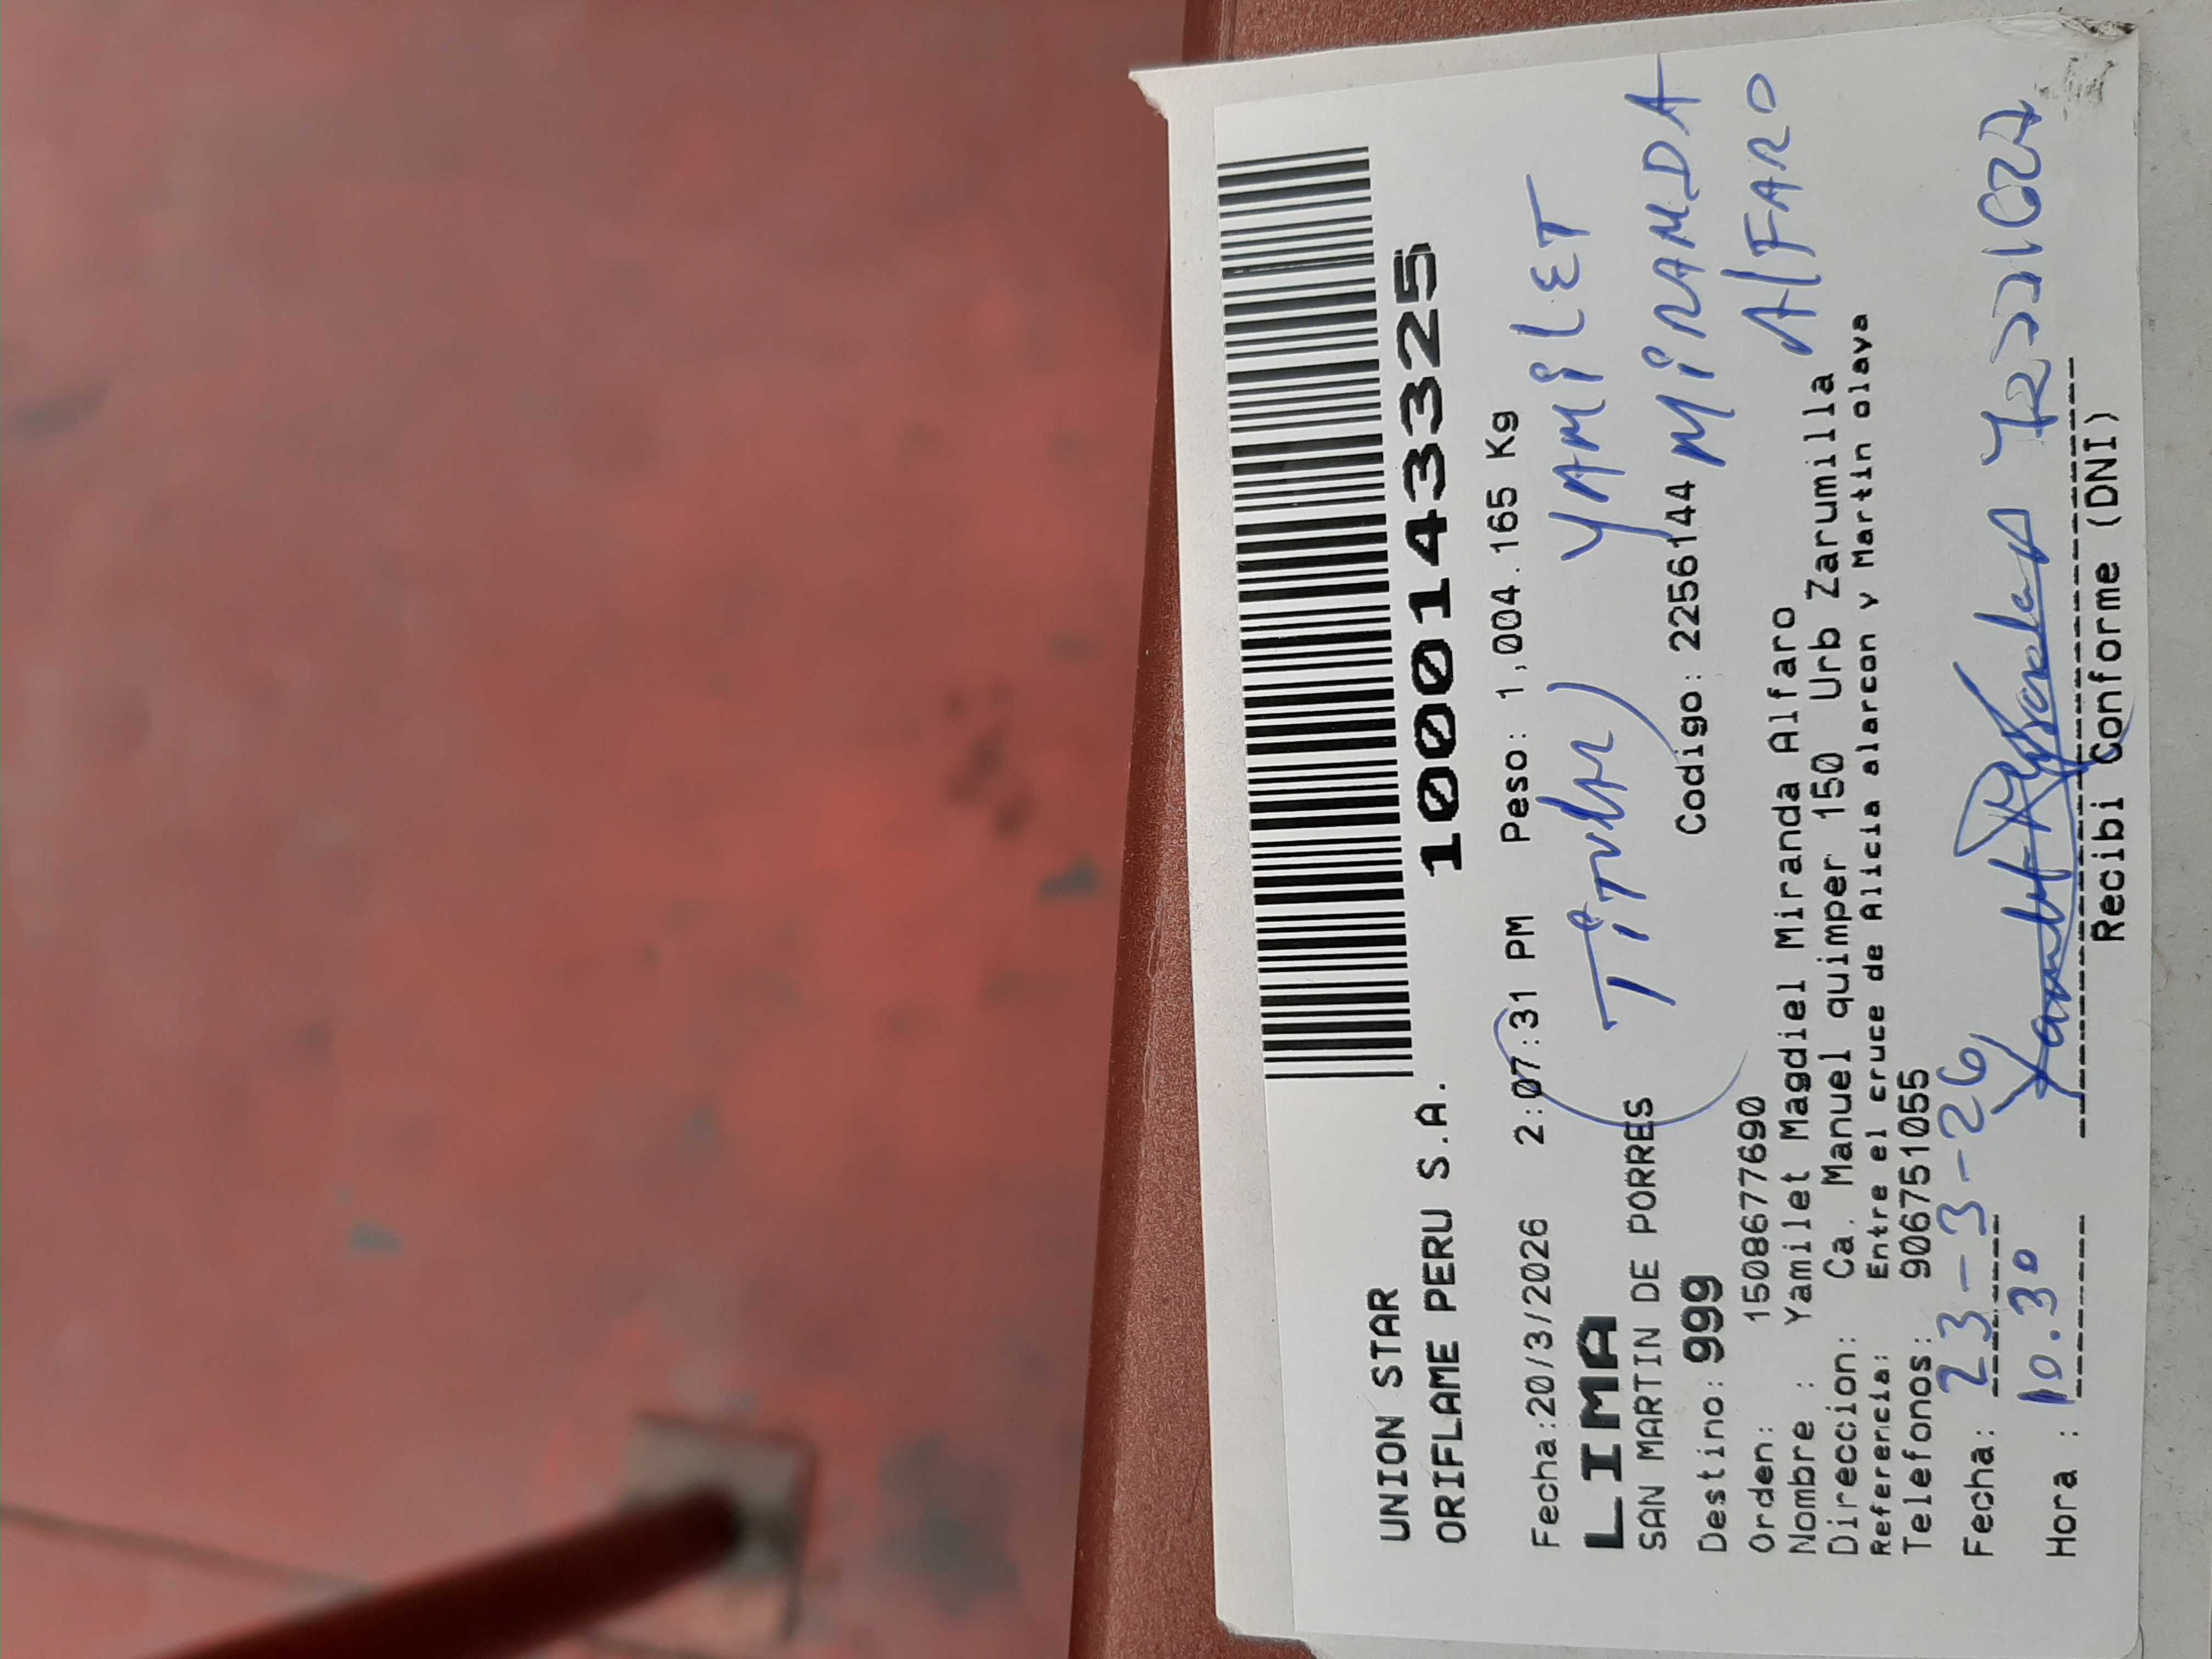 UNION STAR
ORIFLAME PERU S.A.
10001433325
Fecha:20/3/2026 2:07:31 PM Peso: 1,004.165 Kg
LIMA
(TiTULAR) YAMiLET
SAN MARTIN DE PORRES
MiRANDA
Destino: 999 Codigo: 2256144
AlFARO
Orden: 1508677690
Nombre : Yamilet Magdiel Miranda Alfaro
Direccion: Ca. Manuel quimper 150 Urb Zarumilla
Referencia: Entre el cruce de Alicia alarcon y Martin olaya
Telefonos: 906751055
Fecha: 23-3-26
Hora : 10.30
Recibi Conforme (DNI)